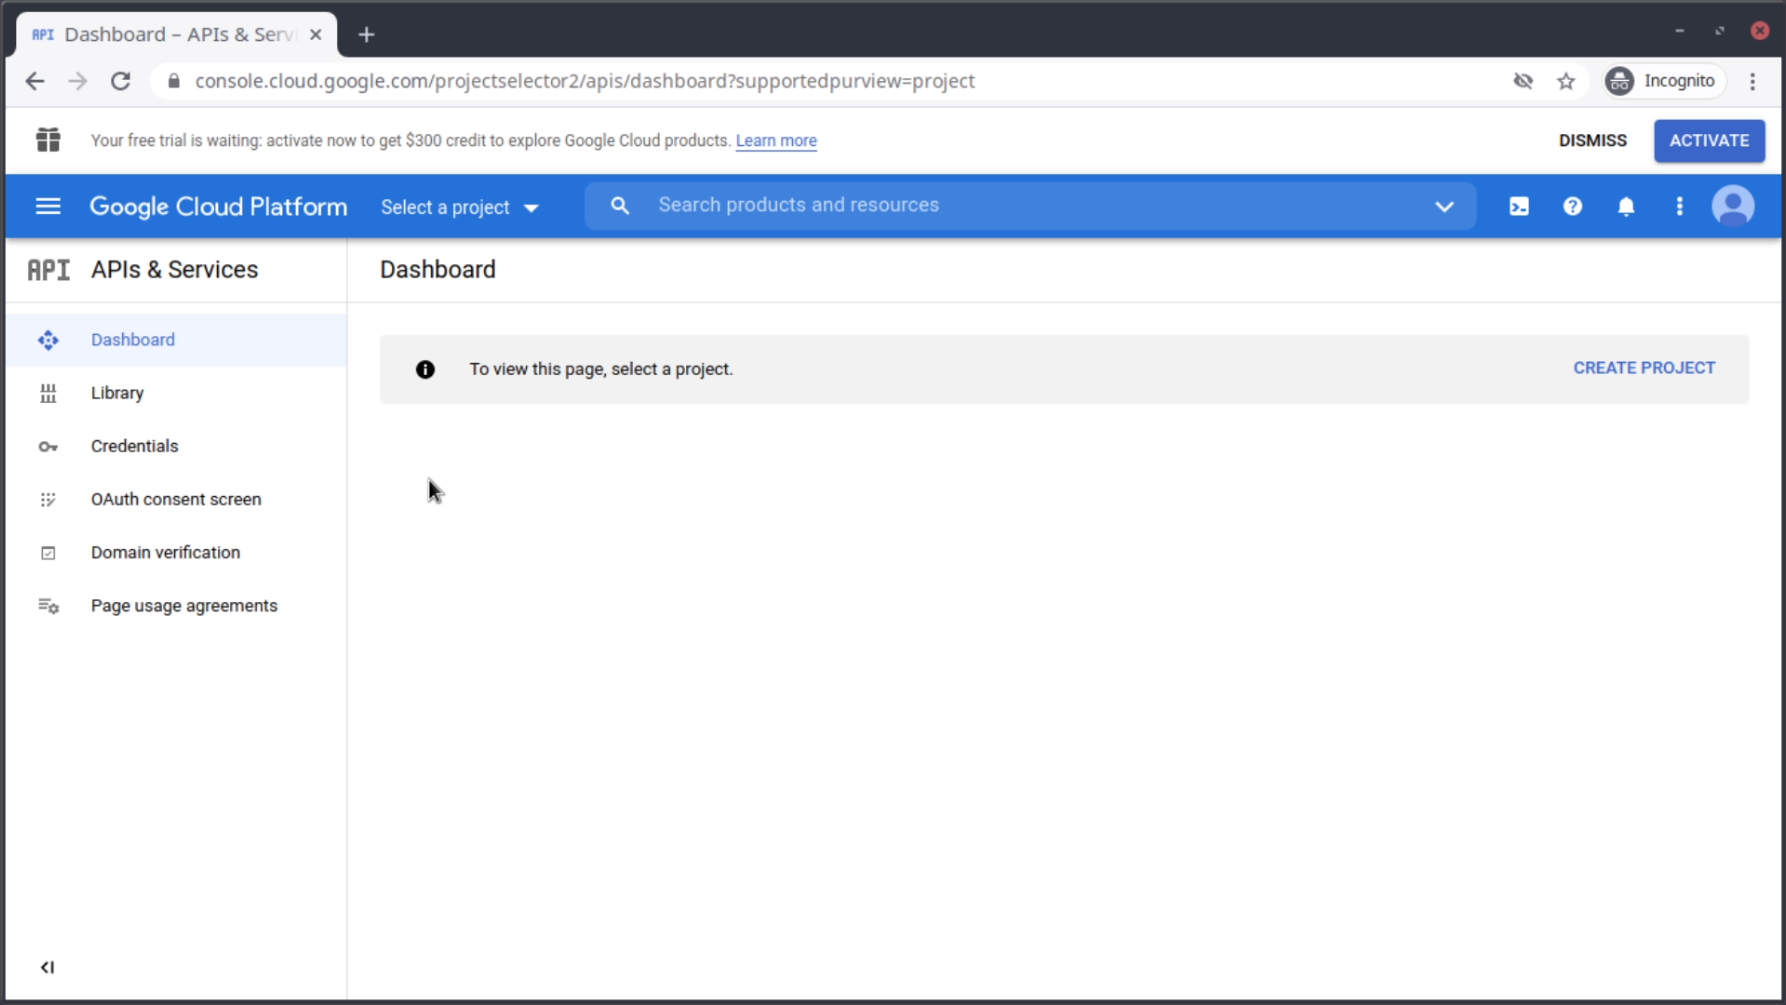 API Dashboard – APIs & Serv
console.cloud.google.com/projectselector2/apis/dashboard?supportedpurview=project
Incognito
Your free trial is waiting: activate now to get $300 credit to explore Google Cloud products. Learn more
DISMISS
ACTIVATE
Google Cloud Platform
Select a project
Search products and resources
API APIs & Services
Dashboard
Dashboard
Library
Credentials
OAuth consent screen
Domain verification
Page usage agreements
To view this page, select a project.
CREATE PROJECT